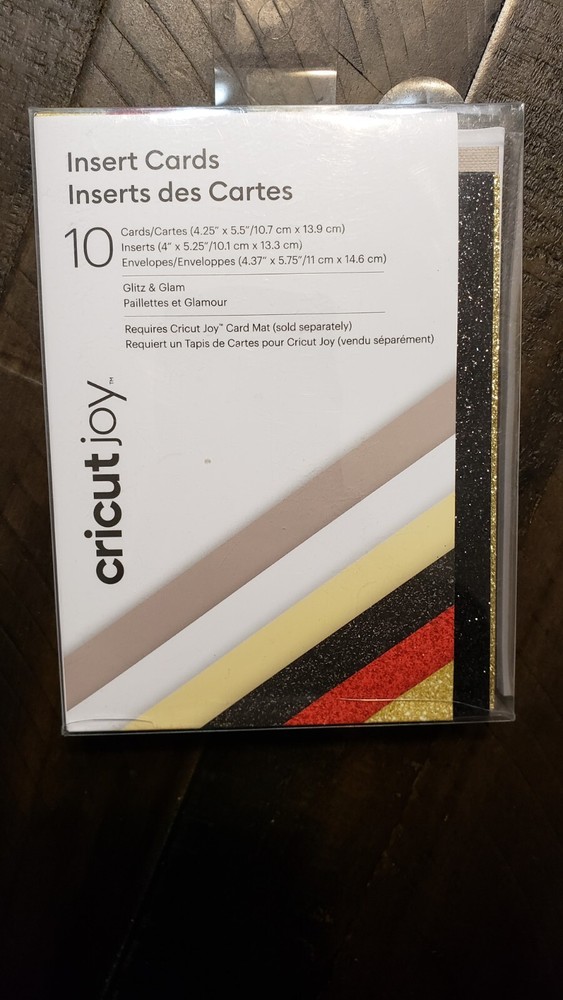 Insert Cards
Inserts des Cartes
10
Cards/Cartes (4.25" x 5.5"/10.7 cm x 13.9 cm)
Inserts (4" x 5.25"/10.1 cm x 13.3 cm)
Envelopes/Enveloppes (4.37" x 5.75"/11 cm x 14.6 cm)
Glitz & Glam
Paillettes et Glamour
Requires Cricut Joy™ Card Mat (sold separately)
Requiert un Tapis de Cartes pour Cricut Joy (vendu séparément)
cricut joy™